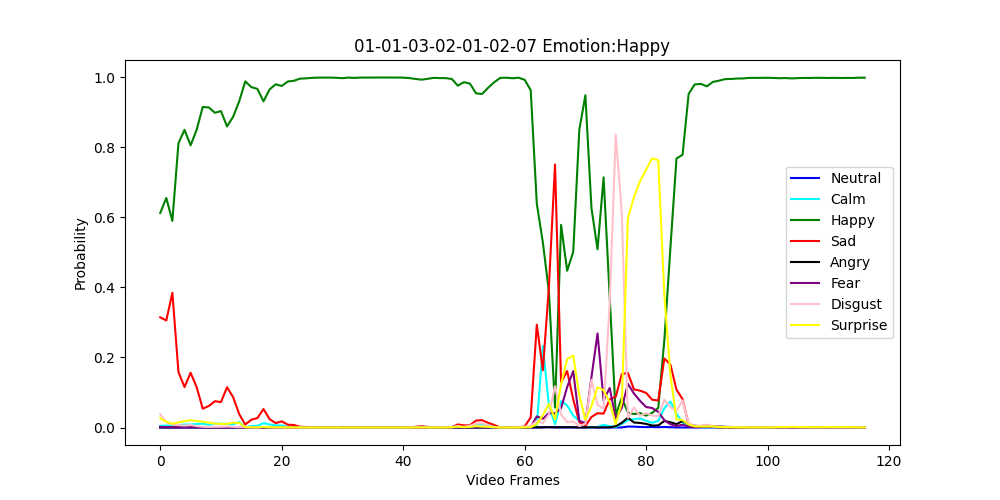 01-01-03-02-01-02-07 Emotion:Happy
Probability
1.0
0.8
0.6
0.4
0.2
0.0
0
20
40
60
80
100
120
Video Frames
Neutral
Calm
Happy
Sad
Angry
Fear
Disgust
Surprise